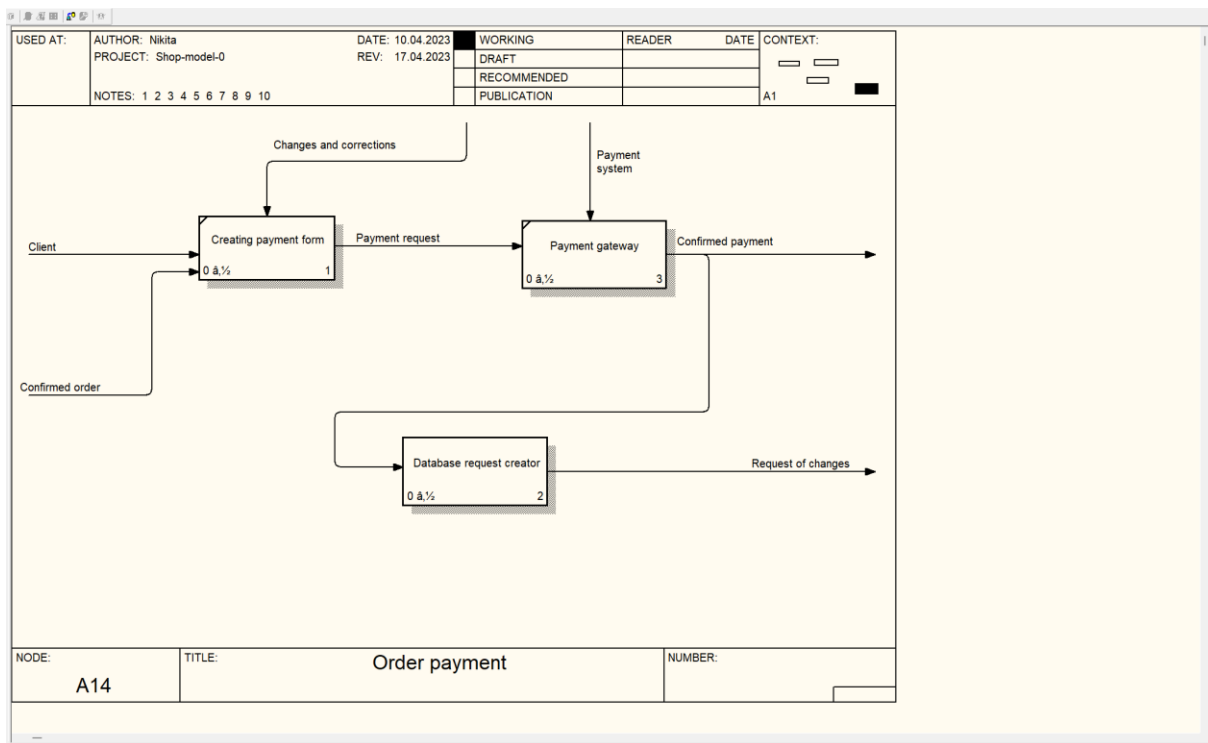 USED AT:
AUTHOR: Nikita
DATE: 10.04.2023
PROJECT: Shop-model-0
REV: 17.04.2023
NOTES: 1 2 3 4 5 6 7 8 9 10
WORKING
DRAFT
RECOMMENDED
PUBLICATION
READER DATE
CONTEXT:
A1
Changes and corrections
Payment
system
Client
Creating payment form
0 â‚½ 1
Payment request
Payment gateway
0 â‚½ 3
Confirmed payment
Confirmed order
Database request creator
0 â‚½ 2
Request of changes
NODE:
A14
TITLE:
Order payment
NUMBER: